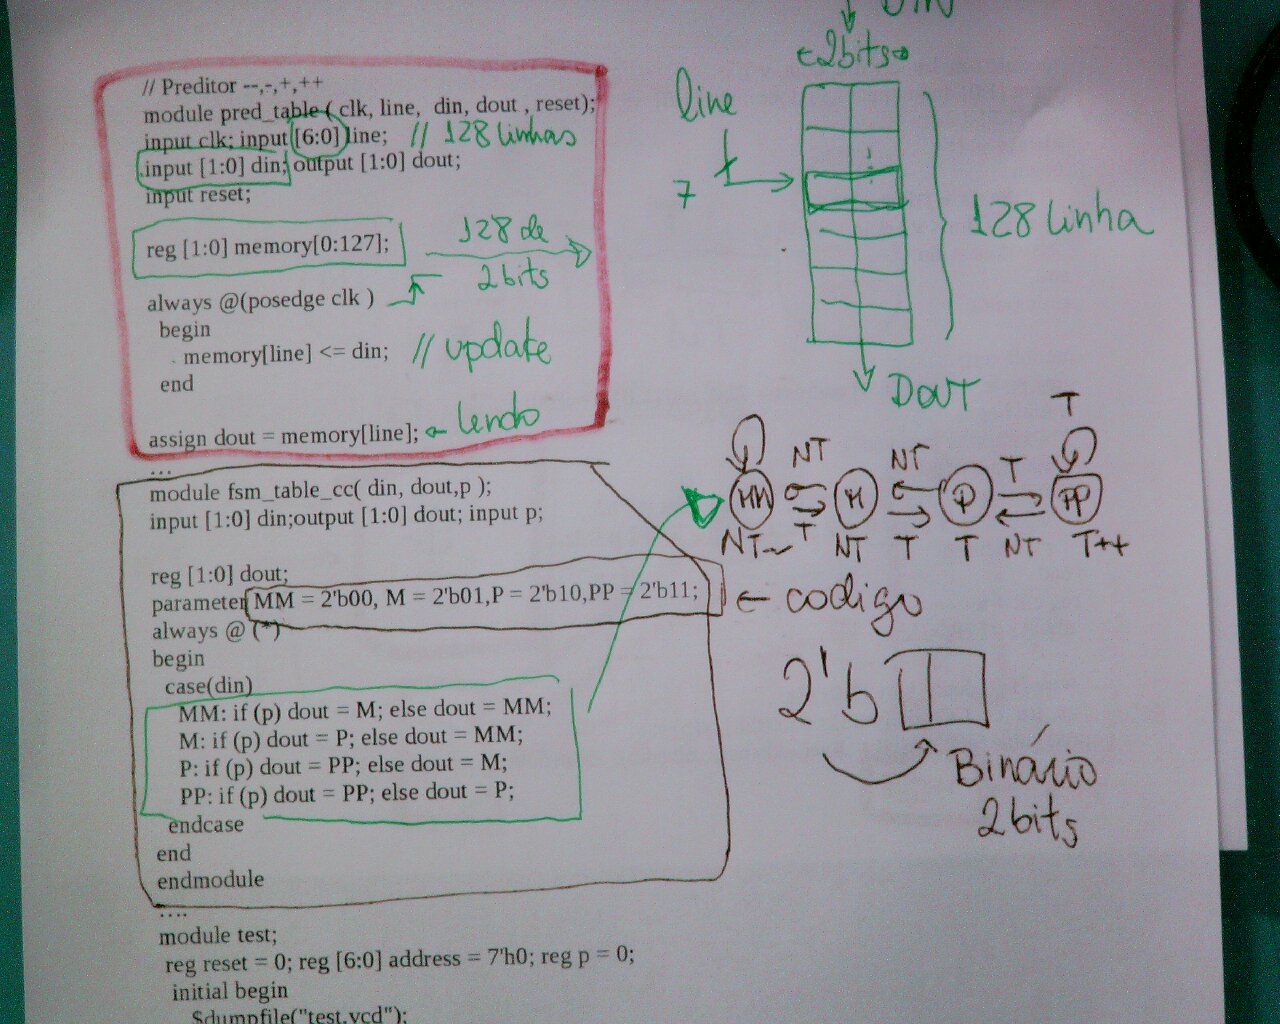 DIN
<2bits>
// Preditor --,-,+,++
module pred_table ( clk, line, din, dout , reset);
input clk; input [6:0] line; // 128 linhas
input [1:0] din; output [1:0] dout;
input reset;
line
7
128 linha
reg [1:0] memory[0:127];
128 de
2 bits
always @(posedge clk )
begin
memory[line] <= din; // update
end
DOUT
assign dout = memory[line]; lendo
...
module fsm_table_cc( din, dout,p );
input [1:0] din;output [1:0] dout; input p;
T
NT NT T
MM M P PP
NT-- T NT T T NT T++
reg [1:0] dout;
parameter MM = 2'b00, M = 2'b01,P = 2'b10,PP = 2'b11; ← codigo
always @ (*)
begin
case(din)
MM: if (p) dout = M; else dout = MM;
M: if (p) dout = P; else dout = MM;
P: if (p) dout = PP; else dout = M;
PP: if (p) dout = PP; else dout = P;
endcase
end
endmodule
2'b
Binário
2 bits
....
module test;
reg reset = 0; reg [6:0] address = 7'h0; reg p = 0;
initial begin
$dumpfile("test.vcd");